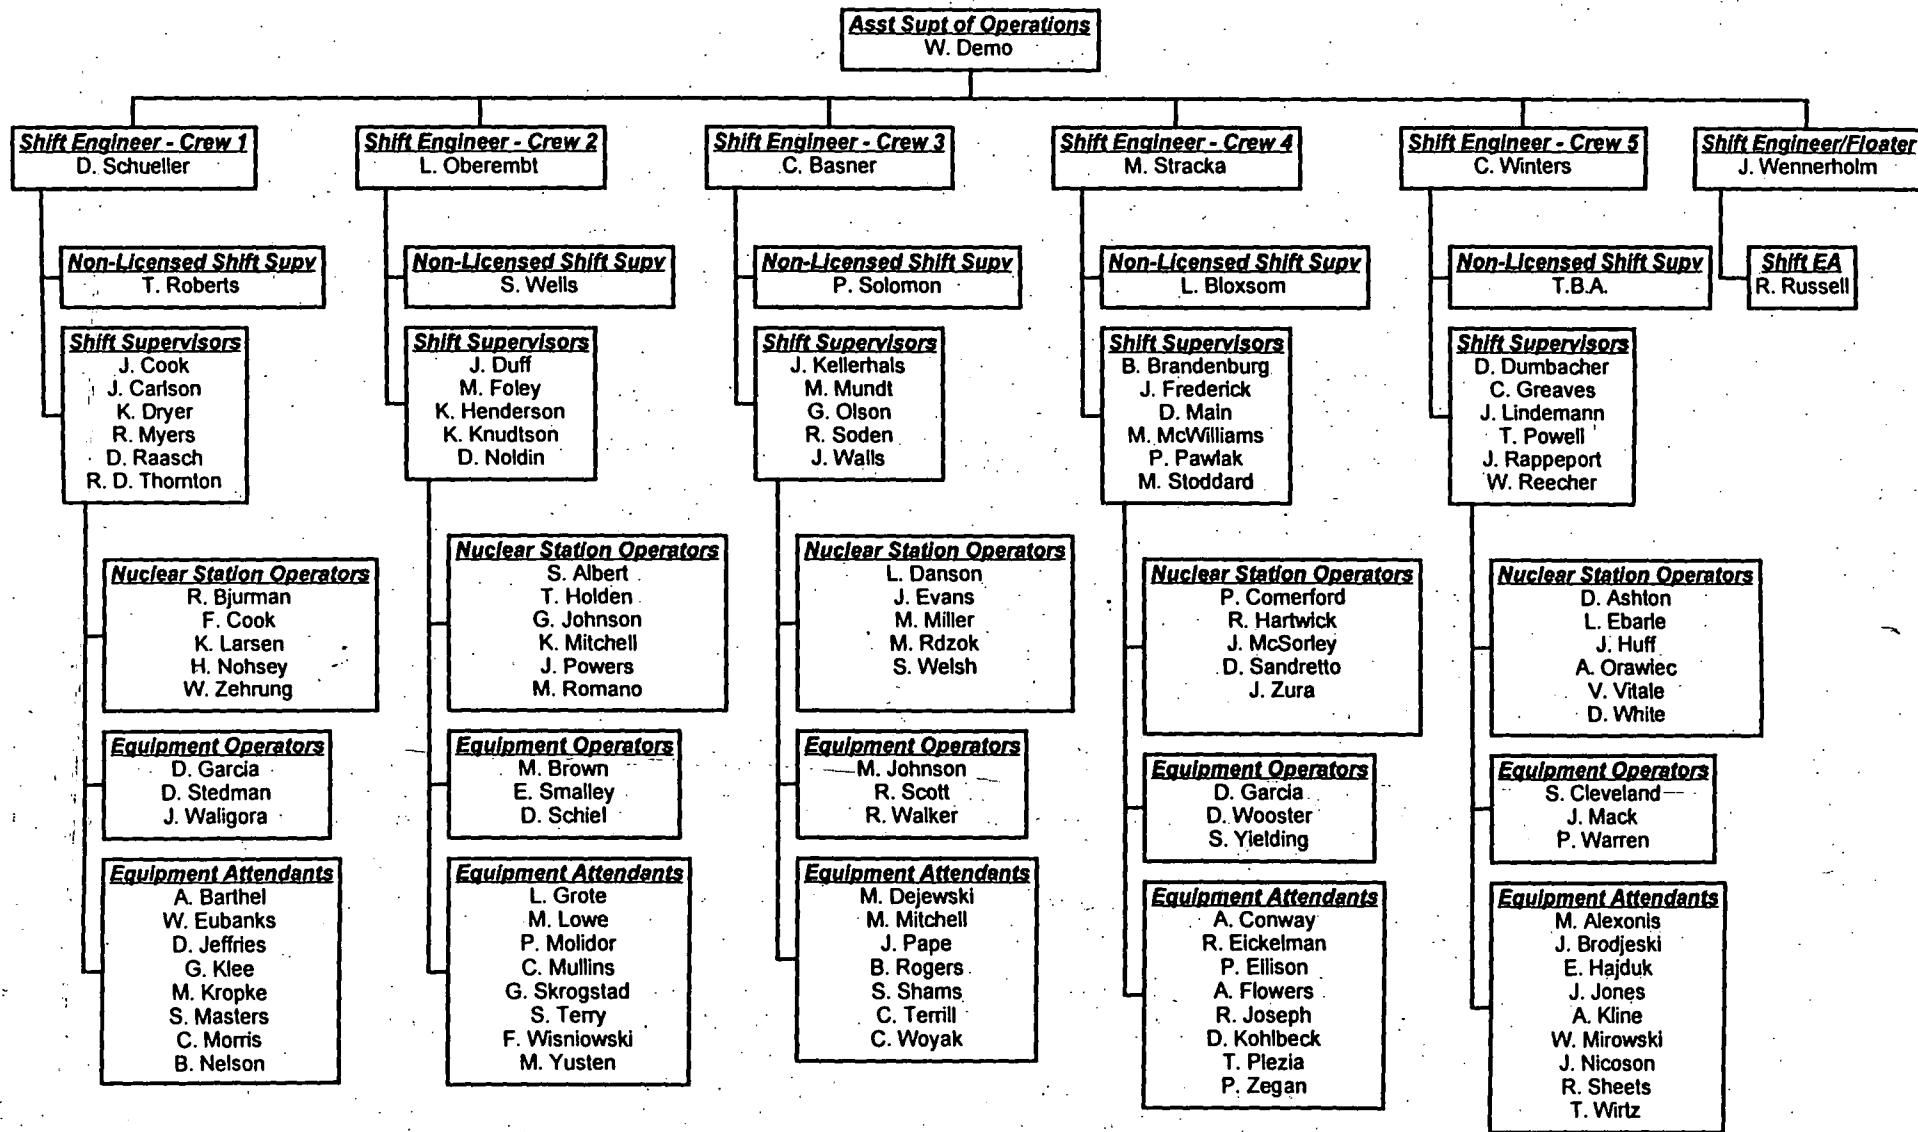 Asst Supt of Operations
W. Demo
Shift Engineer - Crew 1
D. Schueller
Non-Licensed Shift Supv
T. Roberts
Shift Supervisors
J. Cook
J. Carlson
K. Dryer
R. Myers
D. Raasch
R. D. Thornton
Nuclear Station Operators
R. Bjurman
F. Cook
K. Larsen
H. Nohsey
W. Zehrung
Equipment Operators
D. Garcia
D. Stedman
J. Waligora
Equipment Attendants
A. Barthel
W. Eubanks
D. Jeffries
G. Klee
M. Kropke
S. Masters
C. Morris
B. Nelson
Shift Engineer - Crew 2
L. Oberembt
Non-Licensed Shift Supv
S. Wells
Shift Supervisors
J. Duff
M. Foley
K. Henderson
K. Knudtson
D. Noldin
Nuclear Station Operators
S. Albert
T. Holden
G. Johnson
K. Mitchell
J. Powers
M. Romano
Equipment Operators
M. Brown
E. Smalley
D. Schiel
Equipment Attendants
L. Grote
M. Lowe
P. Molidor
C. Mullins
G. Skrogstad
S. Terry
F. Wisniowski
M. Yusten
Shift Engineer - Crew 3
C. Basner
Non-Licensed Shift Supv
P. Solomon
Shift Supervisors
J. Kellerhals
M. Mundt
G. Olson
R. Soden
J. Walls
Nuclear Station Operators
L. Danson
J. Evans
M. Miller
M. Rdzok
S. Welsh
Equipment Operators
M. Johnson
R. Scott
R. Walker
Equipment Attendants
M. Dejewski
M. Mitchell
J. Pape
B. Rogers
S. Shams
C. Terrill
C. Woyak
Shift Engineer - Crew 4
M. Stracka
Non-Licensed Shift Supv
L. Bloxsom
Shift Supervisors
B. Brandenburg
J. Frederick
D. Main
M. McWilliams
P. Pawlak
M. Stoddard
Nuclear Station Operators
P. Comerford
R. Hartwick
J. McSorley
D. Sandretto
J. Zura
Equipment Operators
D. Garcia
D. Wooster
S. Yielding
Equipment Attendants
A. Conway
R. Eickelman
P. Ellison
A. Flowers
R. Joseph
D. Kohlbeck
T. Plezia
P. Zegan
Shift Engineer - Crew 5
C. Winters
Non-Licensed Shift Supv
T.B.A.
Shift Supervisors
D. Dumbacher
C. Greaves
J. Lindemann
T. Powell
J. Rappeport
W. Reecher
Nuclear Station Operators
D. Ashton
L. Ebarle
J. Huff
A. Orawiec
V. Vitale
D. White
Equipment Operators
S. Cleveland
J. Mack
P. Warren
Equipment Attendants
M. Alexonis
J. Brodjeski
E. Hajduk
J. Jones
A. Kline
W. Mirowski
J. Nicoson
R. Sheets
T. Wirtz
Shift Engineer/Floater
J. Wennerholm
Shift EA
R. Russell